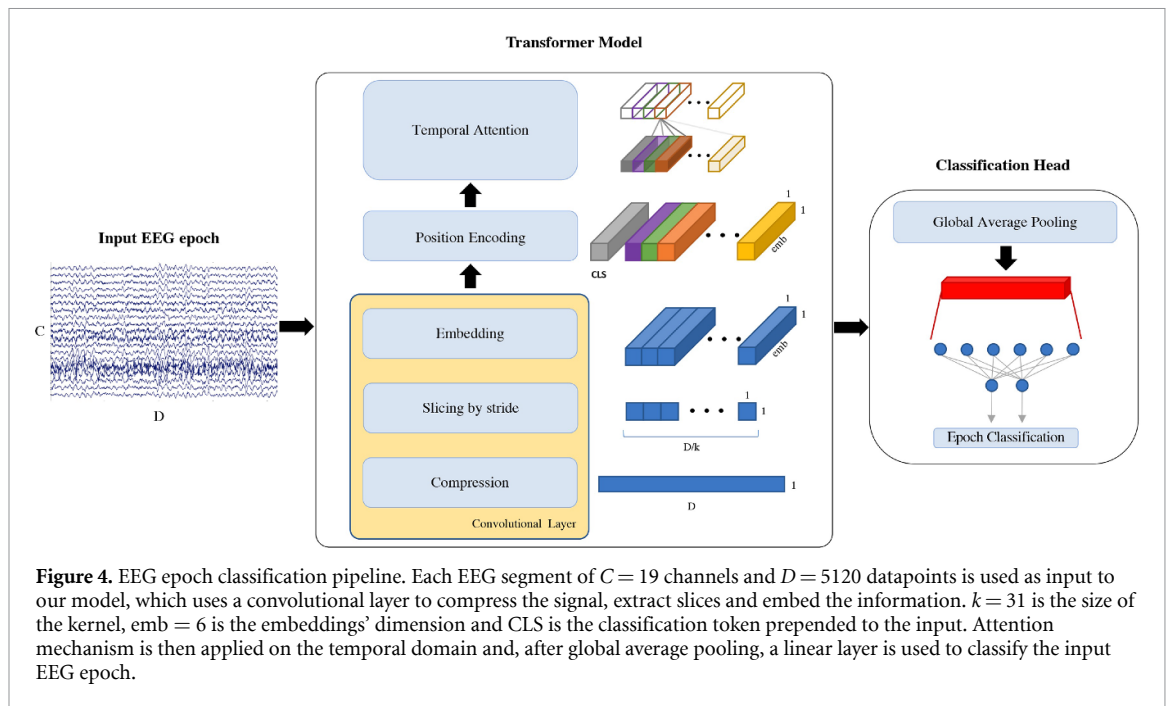 Transformer Model
Temporal Attention
Position Encoding
CLS
1
1
emb
Input EEG epoch
C
D
Embedding
1
1
emb
Slicing by stride
1
1
D/k
Compression
1
D
Convolutional Layer
Classification Head
Global Average Pooling
Epoch Classification
Figure 4. EEG epoch classification pipeline. Each EEG segment of C = 19 channels and D = 5120 datapoints is used as input to
our model, which uses a convolutional layer to compress the signal, extract slices and embed the information. k = 31 is the size of
the kernel, emb = 6 is the embeddings' dimension and CLS is the classification token prepended to the input. Attention
mechanism is then applied on the temporal domain and, after global average pooling, a linear layer is used to classify the input
EEG epoch.